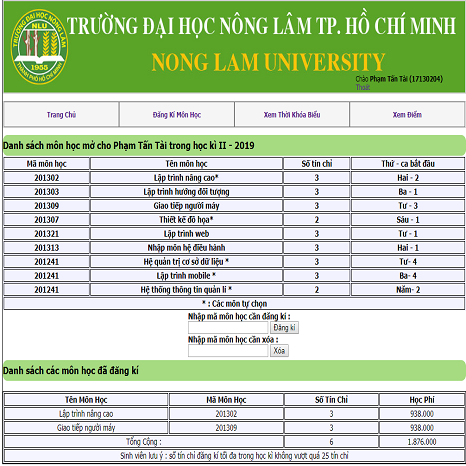 TRƯỜNG ĐẠI HỌC NÔNG LÂM TP. HỒ CHÍ MINH
NONG LAM UNIVERSITY
TRƯỜNG ĐẠI HỌC NÔNG LÂM
NLU
1955
THÀNH PHỐ HỒ CHÍ MINH
Chào Phạm Tấn Tài (17130204)
Thoát
Trang Chủ Đăng Kí Môn Học Xem Thời Khóa Biểu Xem Điểm
Danh sách môn học mở cho Phạm Tấn Tài trong học kì II - 2019
Mã môn học Tên môn học Số tín chỉ Thứ - ca bắt đầu
201302 Lập trình nâng cao* 3 Hai - 2
201303 Lập trình hướng đối tượng 3 Ba - 1
201309 Giao tiếp người máy 3 Tư - 3
201307 Thiết kế đồ họa* 2 Sáu - 1
201321 Lập trình web 3 Tư - 1
201313 Nhập môn hệ điều hành 3 Hai - 1
201241 Hệ quản trị cơ sở dữ liệu * 3 Tư- 4
201241 Lập trình mobile * 3 Ba- 4
201241 Hệ thống thông tin quản lí * 2 Năm- 2
* : Các môn tự chọn
Nhập mã môn học cần đăng kí :
Đăng kí
Nhập mã môn học cần xóa :
Xóa
Danh sách các môn học đã đăng kí
Tên Môn Học Mã Môn Học Số Tín Chỉ Học Phí
Lập trình nâng cao 201302 3 938.000
Giao tiếp người máy 201309 3 938.000
Tổng Cộng : 6 1.876.000
Sinh viên lưu ý : số tín chỉ đăng kí tối đa trong học kì không vượt quá 25 tín chỉ